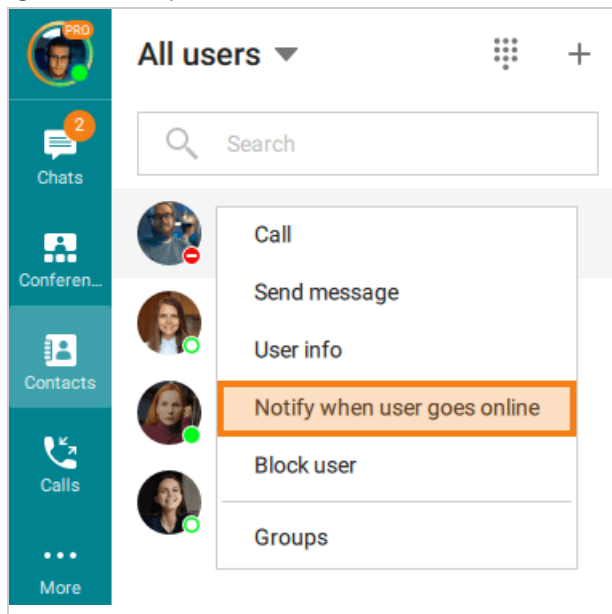 PRO
All users
2
Chats
Search
Conferen...
Call
Send message
User info
Contacts
Notify when user goes online
Block user
Calls
Groups
More